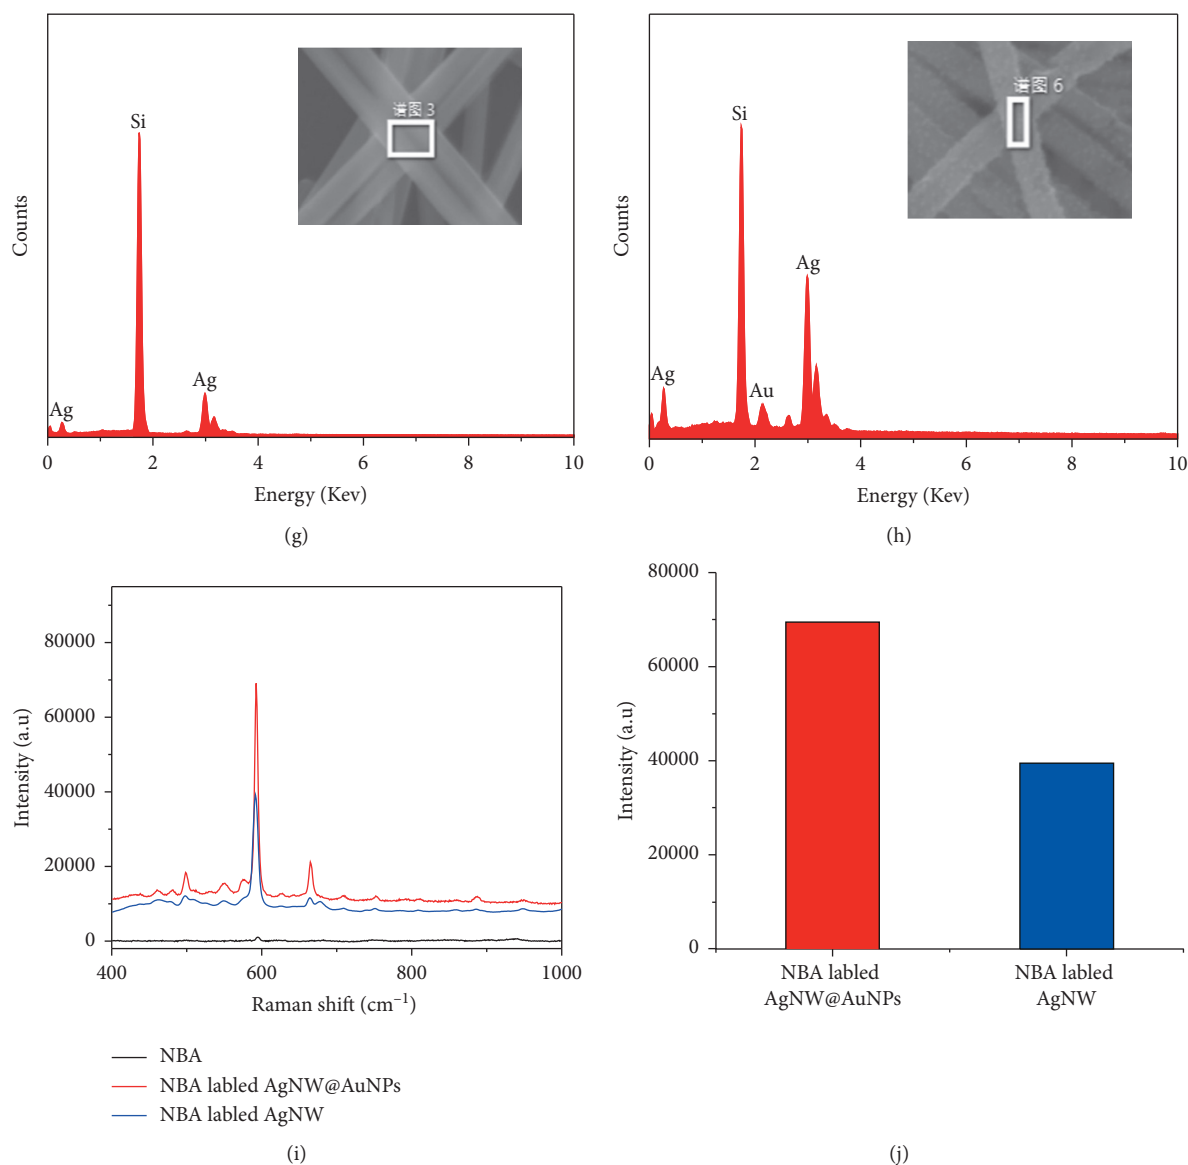 Counts
Si
Ag
Ag
谱图 3
0
2
4
6
8
10
Energy (Kev)
(g)
Counts
Si
Ag
Au
Ag
谱图 6
0
2
4
6
8
10
Energy (Kev)
(h)
Intensity (a.u)
80000
60000
40000
20000
0
400
600
800
1000
Raman shift (cm⁻¹)
NBA
NBA labled AgNW@AuNPs
NBA labled AgNW
(i)
Intensity (a.u)
80000
60000
40000
20000
0
NBA labled
AgNW@AuNPs
NBA labled
AgNW
(j)